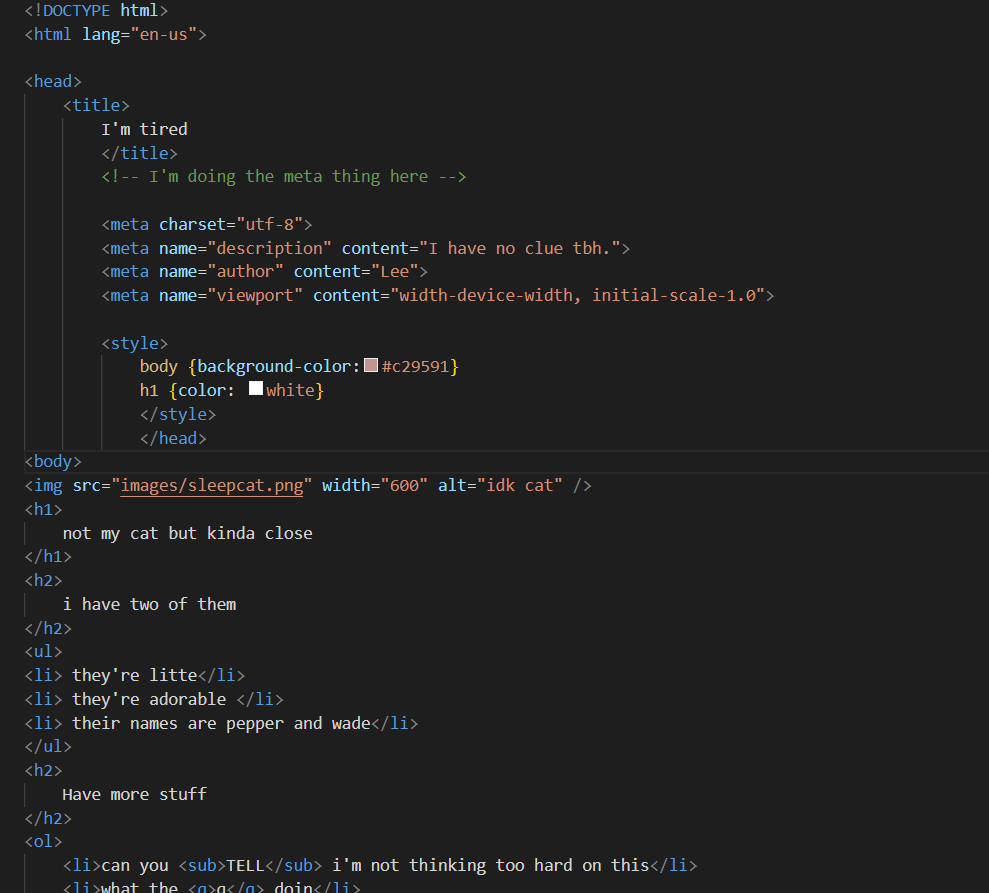 <!DOCTYPE html>
<html lang="en-us">
<head>
<title>
I'm tired
</title>
<!-- I'm doing the meta thing here -->
<meta charset="utf-8">
<meta name="description" content="I have no clue tbh.">
<meta name="author" content="Lee">
<meta name="viewport" content="width-device-width, initial-scale-1.0">
<style>
body {background-color:#c29591}
h1 {color: white}
</style>
</head>
<body>
<img src="images/sleepcat.png" width="600" alt="idk cat" />
<h1>
not my cat but kinda close
</h1>
<h2>
i have two of them
</h2>
<ul>
<li> they're litte</li>
<li> they're adorable </li>
<li> their names are pepper and wade</li>
</ul>
<h2>
Have more stuff
</h2>
<ol>
<li>can you <sub>TELL</sub> i'm not thinking too hard on this</li>
<li>what the <q>q</q> doin</li>